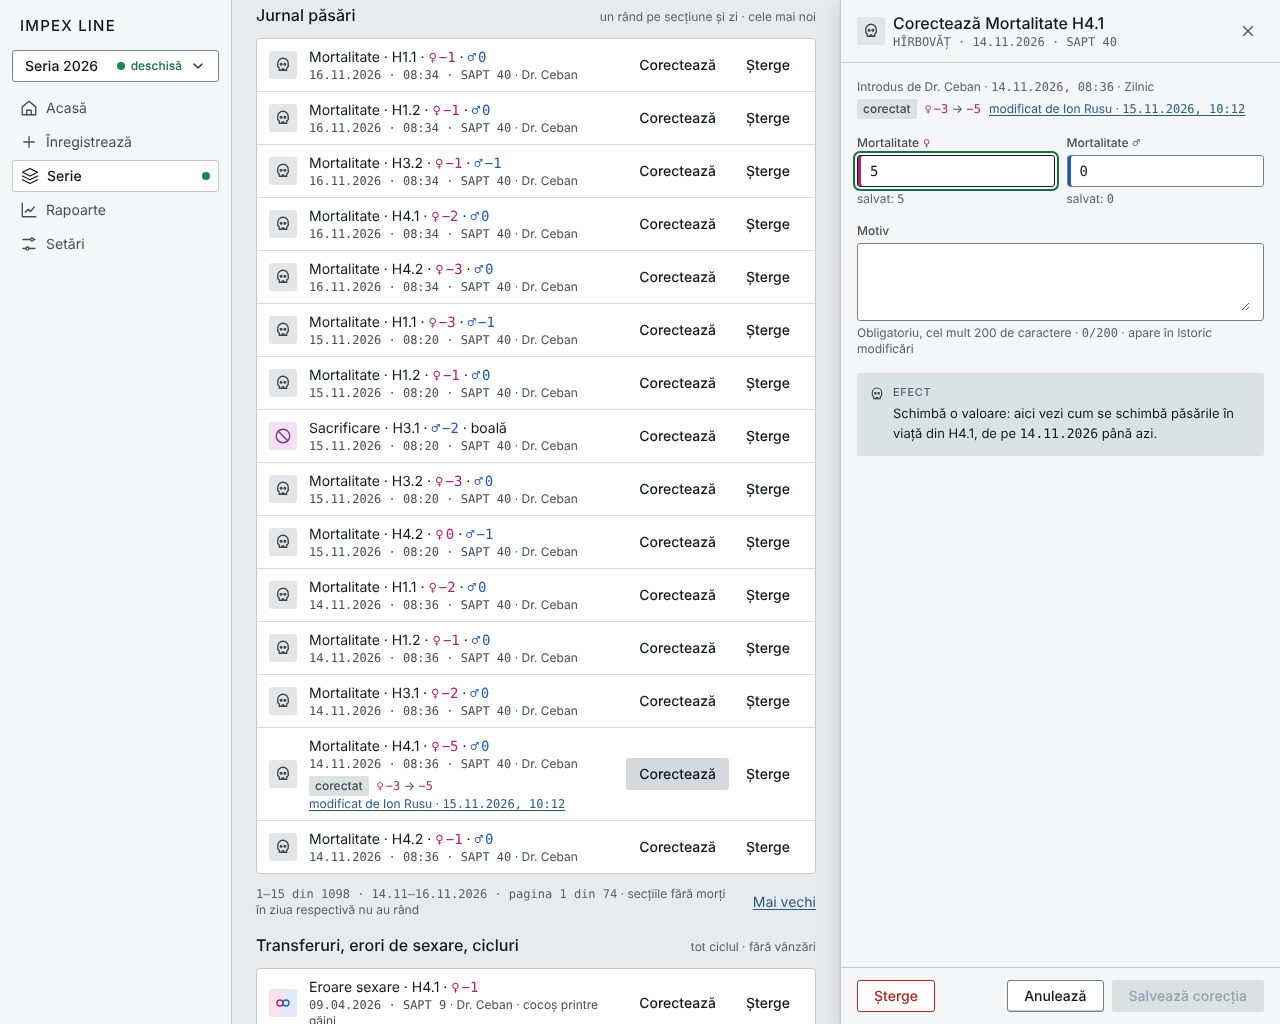 IMPEX LINE
Seria 2026 deschisă
Acasă
Înregistrează
Serie
Rapoarte
Setări
Jurnal păsări
un rând pe secțiune și zi · cele mai noi
Mortalitate · H1.1 · ♀−1 · ♂0
16.11.2026 · 08:34 · SAPT 40 · Dr. Ceban
Corectează Șterge
Mortalitate · H1.2 · ♀−1 · ♂0
16.11.2026 · 08:34 · SAPT 40 · Dr. Ceban
Corectează Șterge
Mortalitate · H3.2 · ♀−1 · ♂−1
16.11.2026 · 08:34 · SAPT 40 · Dr. Ceban
Corectează Șterge
Mortalitate · H4.1 · ♀−2 · ♂0
16.11.2026 · 08:34 · SAPT 40 · Dr. Ceban
Corectează Șterge
Mortalitate · H4.2 · ♀−3 · ♂0
16.11.2026 · 08:34 · SAPT 40 · Dr. Ceban
Corectează Șterge
Mortalitate · H1.1 · ♀−3 · ♂−1
15.11.2026 · 08:20 · SAPT 40 · Dr. Ceban
Corectează Șterge
Mortalitate · H1.2 · ♀−1 · ♂0
15.11.2026 · 08:20 · SAPT 40 · Dr. Ceban
Corectează Șterge
Sacrificare · H3.1 · ♂−2 · boală
15.11.2026 · 08:20 · SAPT 40 · Dr. Ceban
Corectează Șterge
Mortalitate · H3.2 · ♀−3 · ♂0
15.11.2026 · 08:20 · SAPT 40 · Dr. Ceban
Corectează Șterge
Mortalitate · H4.2 · ♀0 · ♂−1
15.11.2026 · 08:20 · SAPT 40 · Dr. Ceban
Corectează Șterge
Mortalitate · H1.1 · ♀−2 · ♂0
14.11.2026 · 08:36 · SAPT 40 · Dr. Ceban
Corectează Șterge
Mortalitate · H1.2 · ♀−1 · ♂0
14.11.2026 · 08:36 · SAPT 40 · Dr. Ceban
Corectează Șterge
Mortalitate · H3.1 · ♀−2 · ♂0
14.11.2026 · 08:36 · SAPT 40 · Dr. Ceban
Corectează Șterge
Mortalitate · H4.1 · ♀−5 · ♂0
14.11.2026 · 08:36 · SAPT 40 · Dr. Ceban
corectat ♀−3 → −5
modificat de Ion Rusu · 15.11.2026, 10:12
Corectează Șterge
Mortalitate · H4.2 · ♀−1 · ♂0
14.11.2026 · 08:36 · SAPT 40 · Dr. Ceban
Corectează Șterge
1–15 din 1098 · 14.11–16.11.2026 · pagina 1 din 74 · secțiile fără morți
în ziua respectivă nu au rând
Mai vechi
Transferuri, erori de sexare, cicluri
tot ciclul · fără vânzări
Eroare sexare · H4.1 · ♀−1
09.04.2026 · SAPT 9 · Dr. Ceban · cocoș printre
găini
Corectează Șterge
Corectează Mortalitate H4.1
HÎRBOVĂȚ · 14.11.2026 · SAPT 40
Introdus de Dr. Ceban · 14.11.2026, 08:36 · Zilnic
corectat ♀−3 → −5 modificat de Ion Rusu · 15.11.2026, 10:12
Mortalitate ♀ Mortalitate ♂
5 0
salvat: 5 salvat: 0
Motiv
Obligatoriu, cel mult 200 de caractere · 0/200 · apare în Istoric
modificări
EFECT
Schimbă o valoare: aici vezi cum se schimbă păsările în
viață din H4.1, de pe 14.11.2026 până azi.
Șterge Anulează Salvează corecția